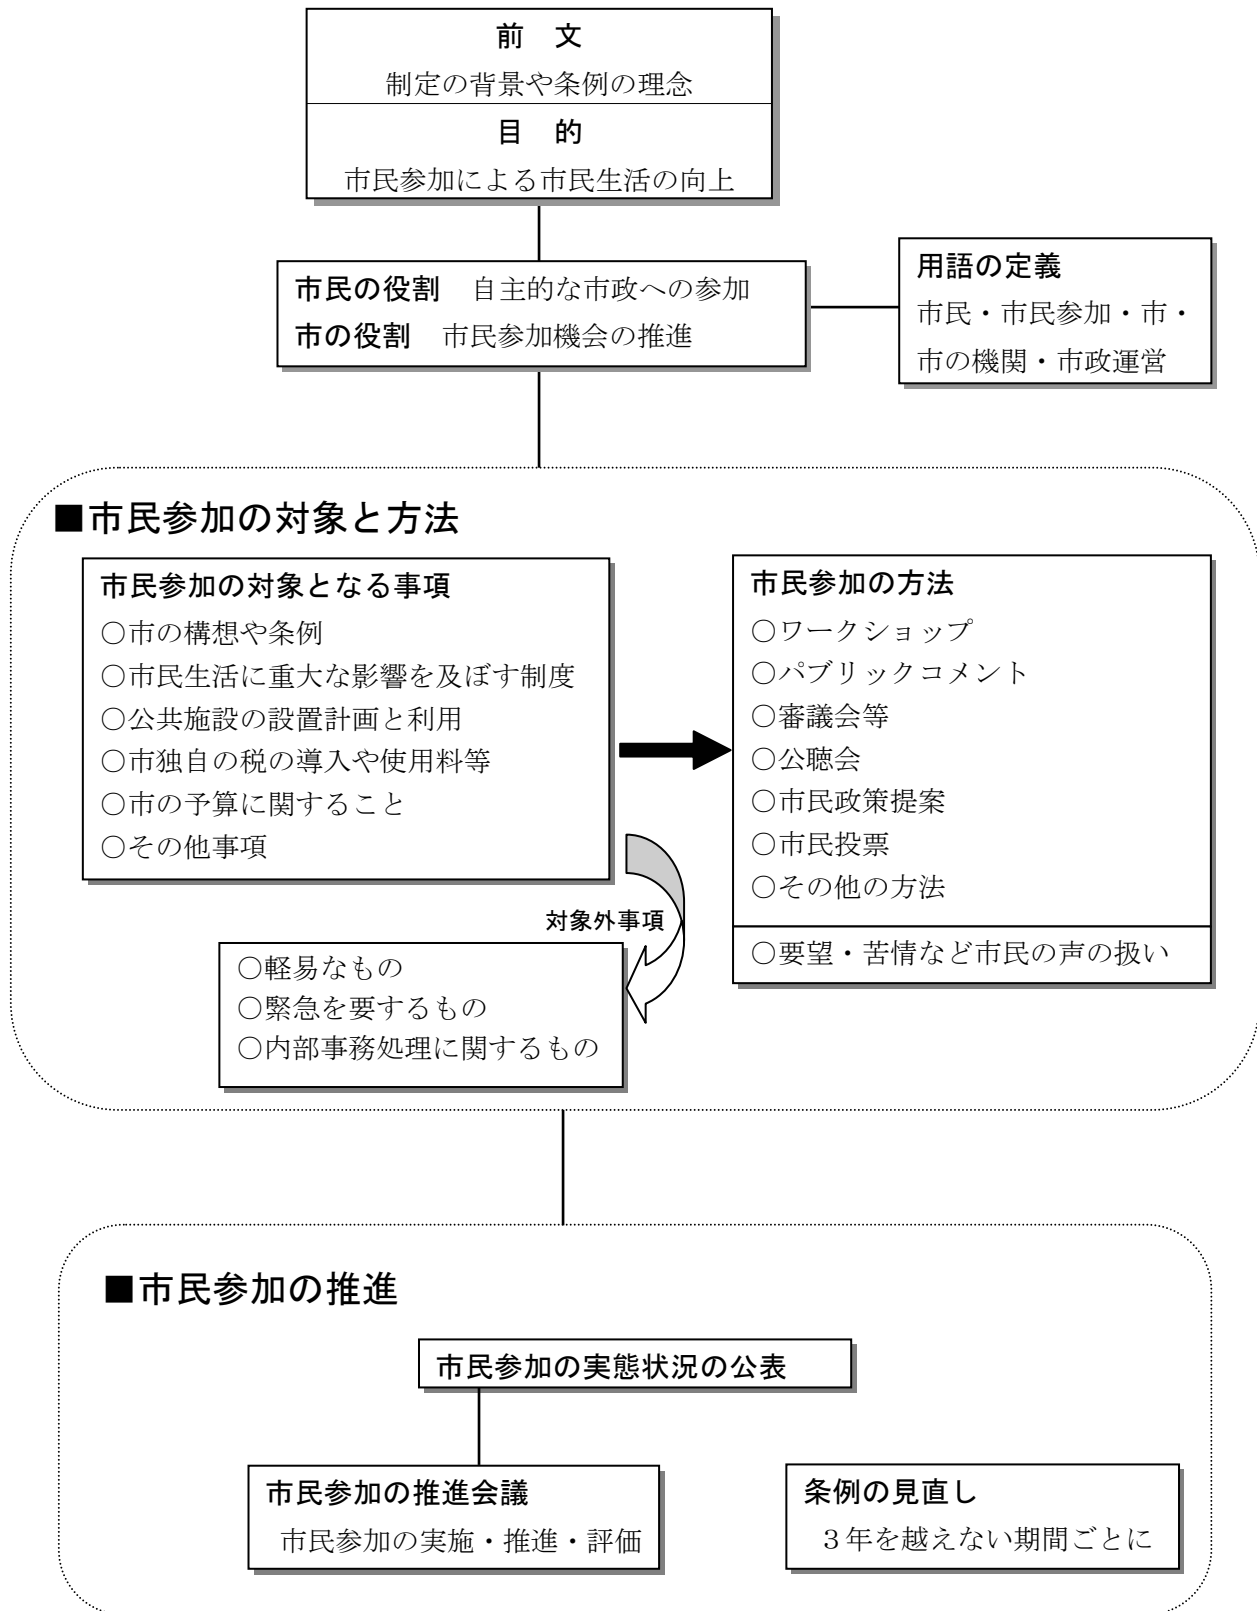 前　文
制定の背景や条例の理念
目　的
市民参加による市民生活の向上
市民の役割　自主的な市政への参加
市の役割　市民参加機会の推進
用語の定義
市民・市民参加・市・
市の機関・市政運営
■市民参加の対象と方法
市民参加の対象となる事項
○市の構想や条例
○市民生活に重大な影響を及ぼす制度
○公共施設の設置計画と利用
○市独自の税の導入や使用料等
○市の予算に関すること
○その他事項
対象外事項
○軽易なもの
○緊急を要するもの
○内部事務処理に関するもの
市民参加の方法
○ワークショップ
○パブリックコメント
○審議会等
○公聴会
○市民政策提案
○市民投票
○その他の方法
○要望・苦情など市民の声の扱い
■市民参加の推進
市民参加の実態状況の公表
市民参加の推進会議
市民参加の実施・推進・評価
条例の見直し
３年を越えない期間ごとに